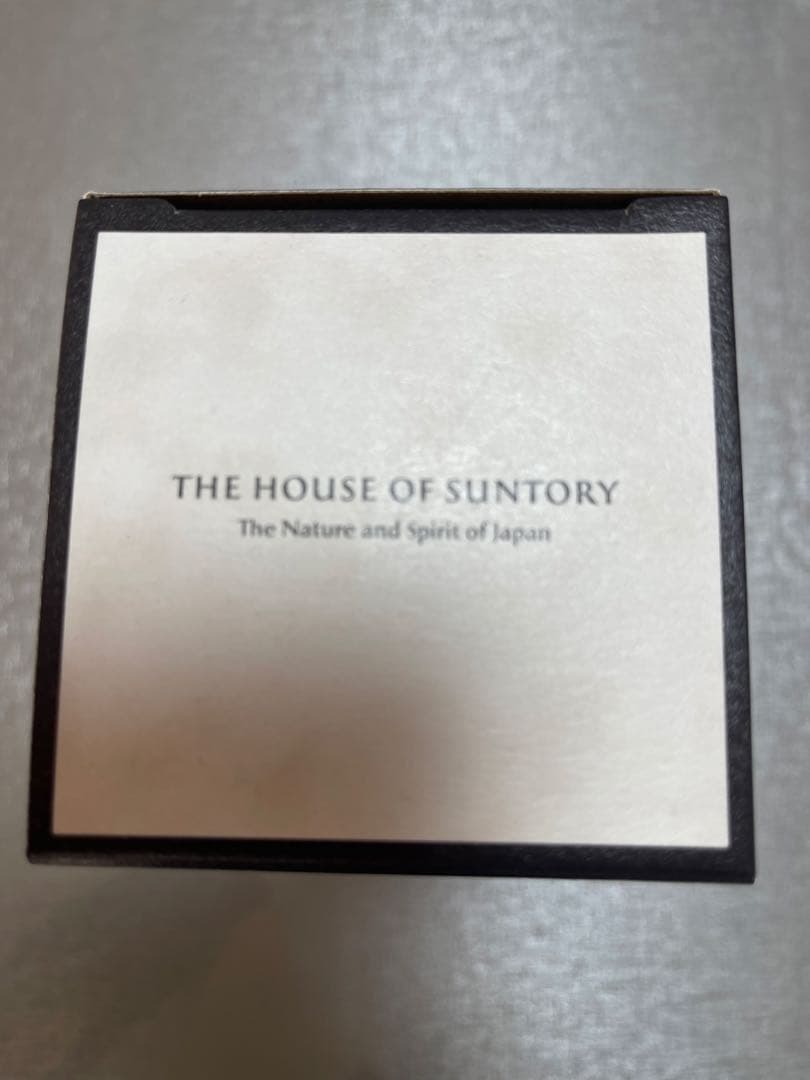 THE HOUSE OF SUNTORY
The Nature and Spirit of Japan